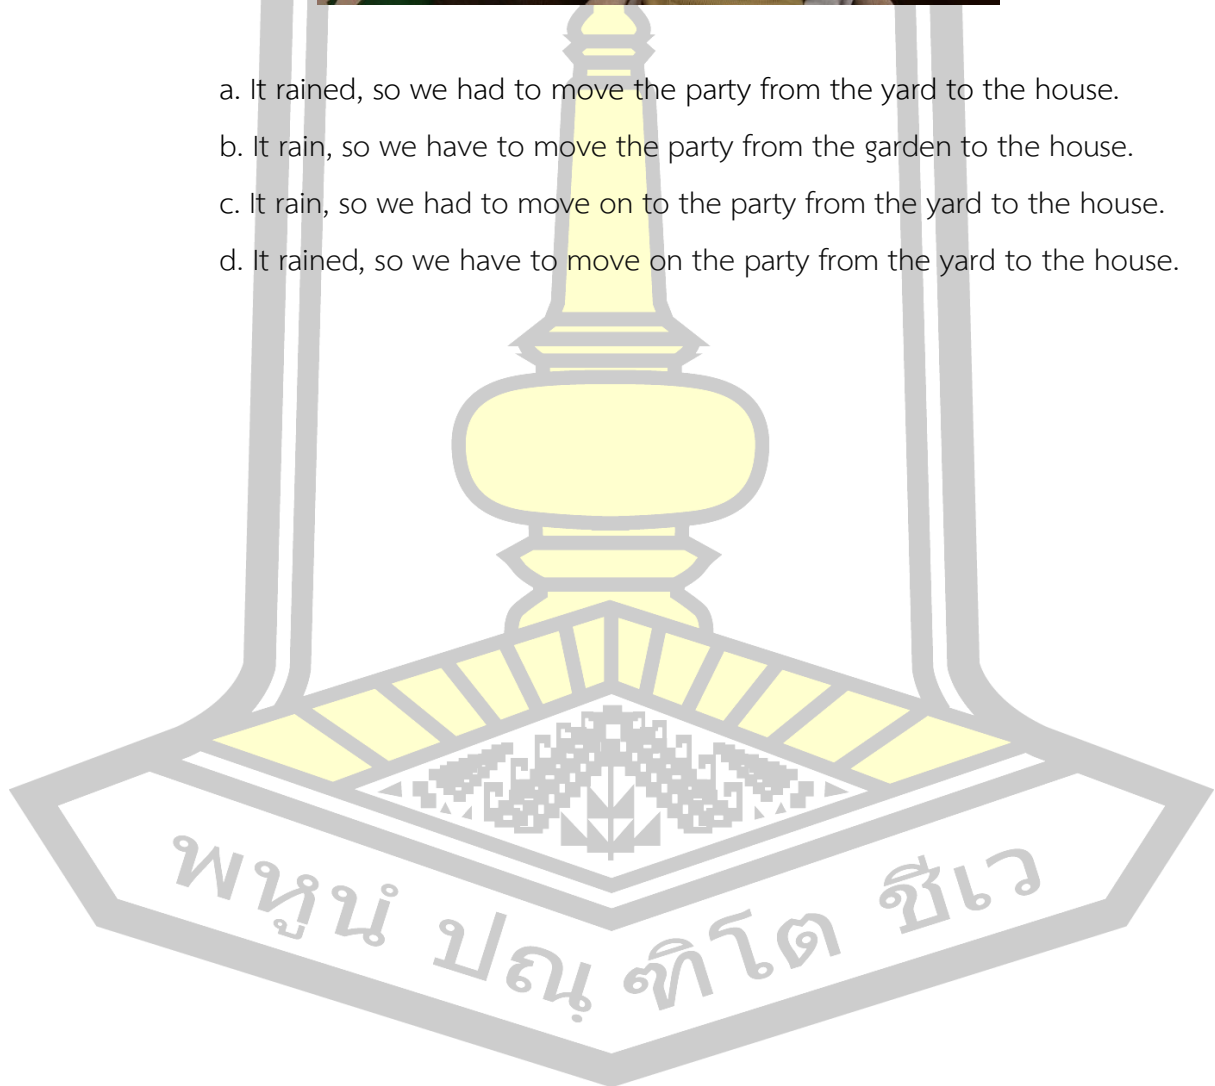 a. It rained, so we had to move the party from the yard to the house.
b. It rain, so we have to move the party from the garden to the house.
c. It rain, so we had to move on to the party from the yard to the house.
d. It rained, so we have to move on the party from the yard to the house.
พหูนํ ปณฺฑิโต ชีเว